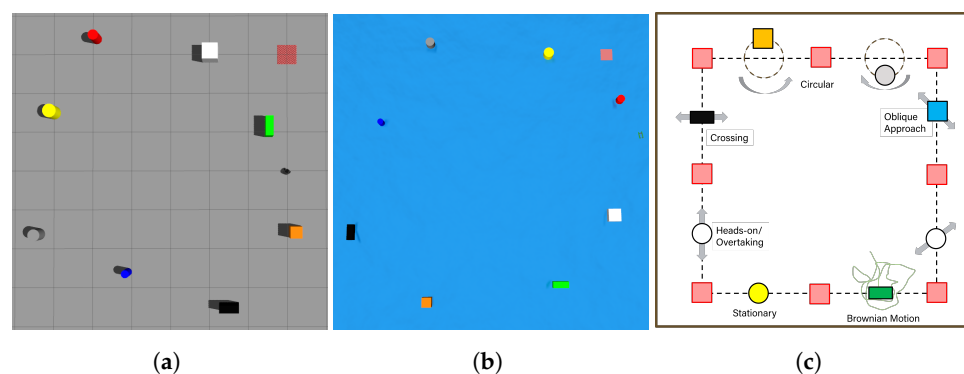 Circular
Oblique
Approach
Crossing
Heads-on/
Overtaking
Stationary
Brownian Motion
(a)
(b)
(c)